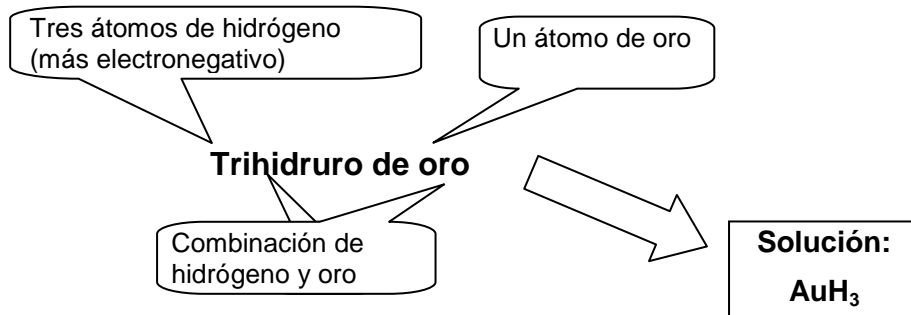 Tres átomos de hidrógeno
(más electronegativo)
Un átomo de oro
Trihidruro de oro
Combinación de
hidrógeno y oro
Solución:
AuH₃